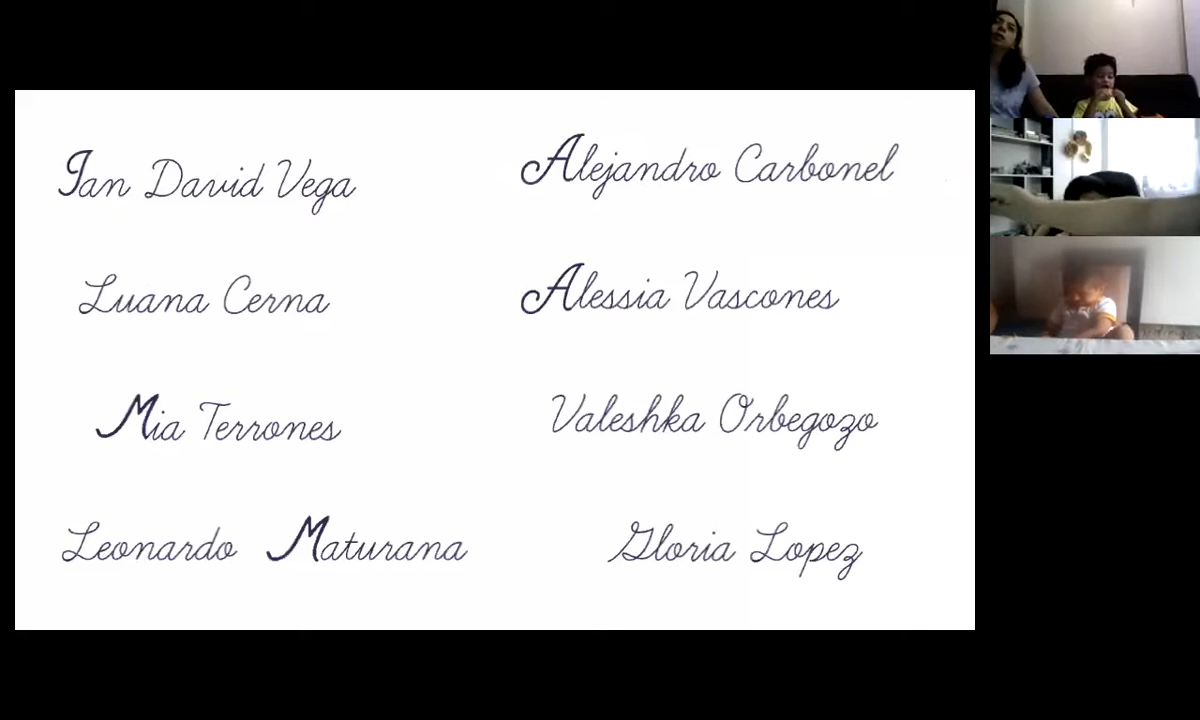 Ian David Vega
Alejandro Carbonel
Luana Cerna
Alessia Vascones
Mia Terrones
Valeshka Orbegozo
Leonardo Maturana
Gloria Lopez